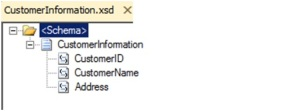 CustomerInformation.xsd
<Schema>
CustomerInformation
CustomerID
CustomerName
Address